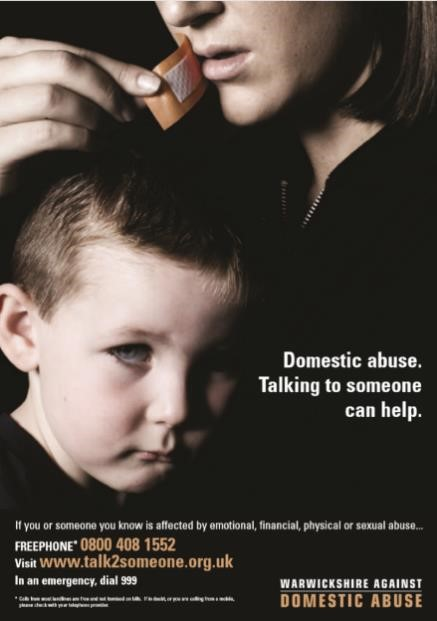 Domestic abuse.
Talking to someone
can help.
If you or someone you know is affected by emotional, financial, physical or sexual abuse...
FREEPHONE* 0800 408 1552
Visit www.talk2someone.org.uk
In an emergency, dial 999
* Calls from most landlines are free and not itemised on bills. If in doubt, or you are calling from a mobile,
please check with your telephone provider.
WARWICKSHIRE AGAINST
DOMESTIC ABUSE